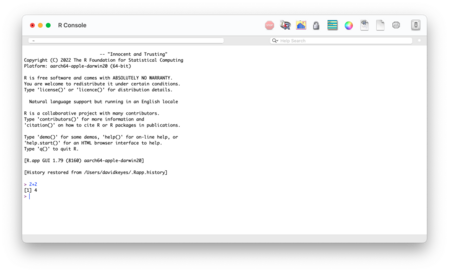 R Console
Help Search
-- "Innocent and Trusting"
Copyright (C) 2022 The R Foundation for Statistical Computing
Platform: aarch64-apple-darwin20 (64-bit)
R is free software and comes with ABSOLUTELY NO WARRANTY.
You are welcome to redistribute it under certain conditions.
Type 'license()' or 'licence()' for distribution details.
Natural language support but running in an English locale
R is a collaborative project with many contributors.
Type 'contributors()' for more information and
'citation()' on how to cite R or R packages in publications.
Type 'demo()' for some demos, 'help()' for on-line help, or
'help.start()' for an HTML browser interface to help.
Type 'q()' to quit R.
[R.app GUI 1.79 (8160) aarch64-apple-darwin20]
[History restored from /Users/davidkeyes/.Rapp.history]
> 2+2
[1] 4
>